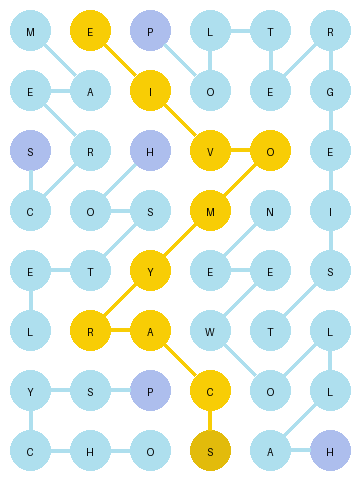 M E P L T R
E A I O E G
S R H V O E
C O S M N I
E T Y E E S
L R A W T L
Y S P C O L
C H O S A H